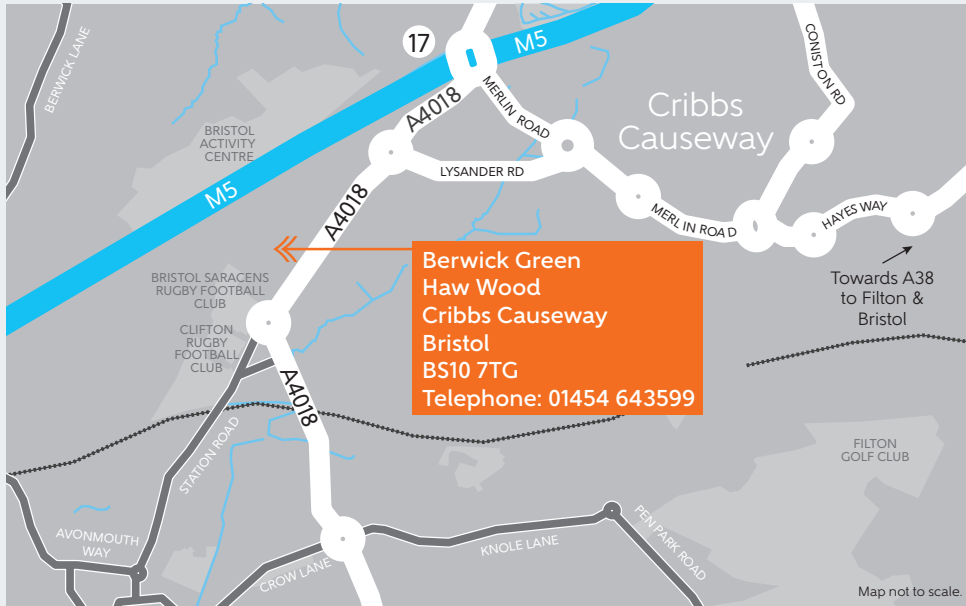 BERWICK LANE
17
M5
CONISTON RD
A4018
MERLIN ROAD
Cribbs
Causeway
BRISTOL
ACTIVITY
CENTRE
LYSANDER RD
M5
A4018
MERLIN ROAD
HAYES WAY
Berwick Green
Haw Wood
Cribbs Causeway
Bristol
BS10 7TG
Telephone: 01454 643599
Towards A38
to Filton &
Bristol
BRISTOL SARACENS
RUGBY FOOTBALL
CLUB
CLIFTON
RUGBY
FOOTBALL
CLUB
A4018
STATION ROAD
FILTON
GOLF CLUB
AVONMOUTH
WAY
CROW LANE
KNOLE LANE
PEN PARK ROAD
Map not to scale.